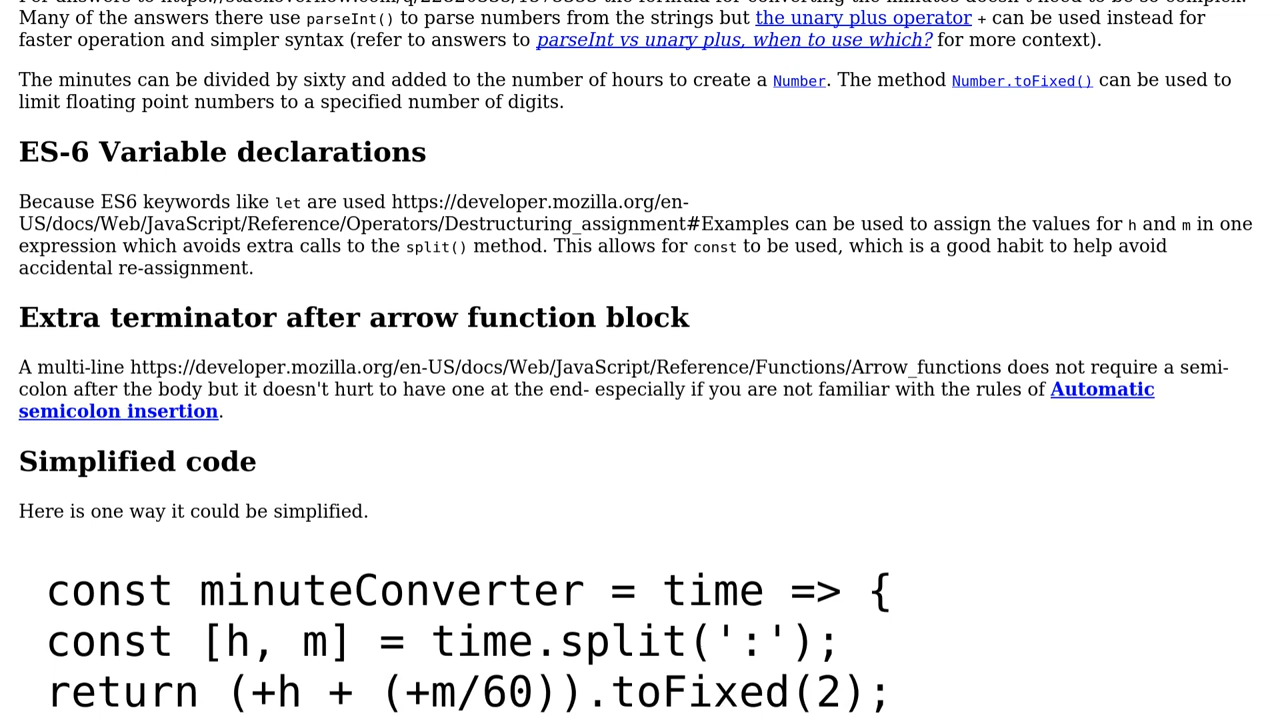 Many of the answers there use parseInt() to parse numbers from the strings but the unary plus operator + can be used instead for
faster operation and simpler syntax (refer to answers to parseInt vs unary plus, when to use which? for more context).
The minutes can be divided by sixty and added to the number of hours to create a Number. The method Number.toFixed() can be used to
limit floating point numbers to a specified number of digits.
ES-6 Variable declarations
Because ES6 keywords like let are used https://developer.mozilla.org/en-
US/docs/Web/JavaScript/Reference/Operators/Destructuring_assignment#Examples can be used to assign the values for h and m in one
expression which avoids extra calls to the split() method. This allows for const to be used, which is a good habit to help avoid
accidental re-assignment.
Extra terminator after arrow function block
A multi-line https://developer.mozilla.org/en-US/docs/Web/JavaScript/Reference/Functions/Arrow_functions does not require a semi-
colon after the body but it doesn't hurt to have one at the end- especially if you are not familiar with the rules of Automatic
semicolon insertion.
Simplified code
Here is one way it could be simplified.
const minuteConverter = time => {
const [h, m] = time.split(':');
return (+h + (+m/60)).toFixed(2);